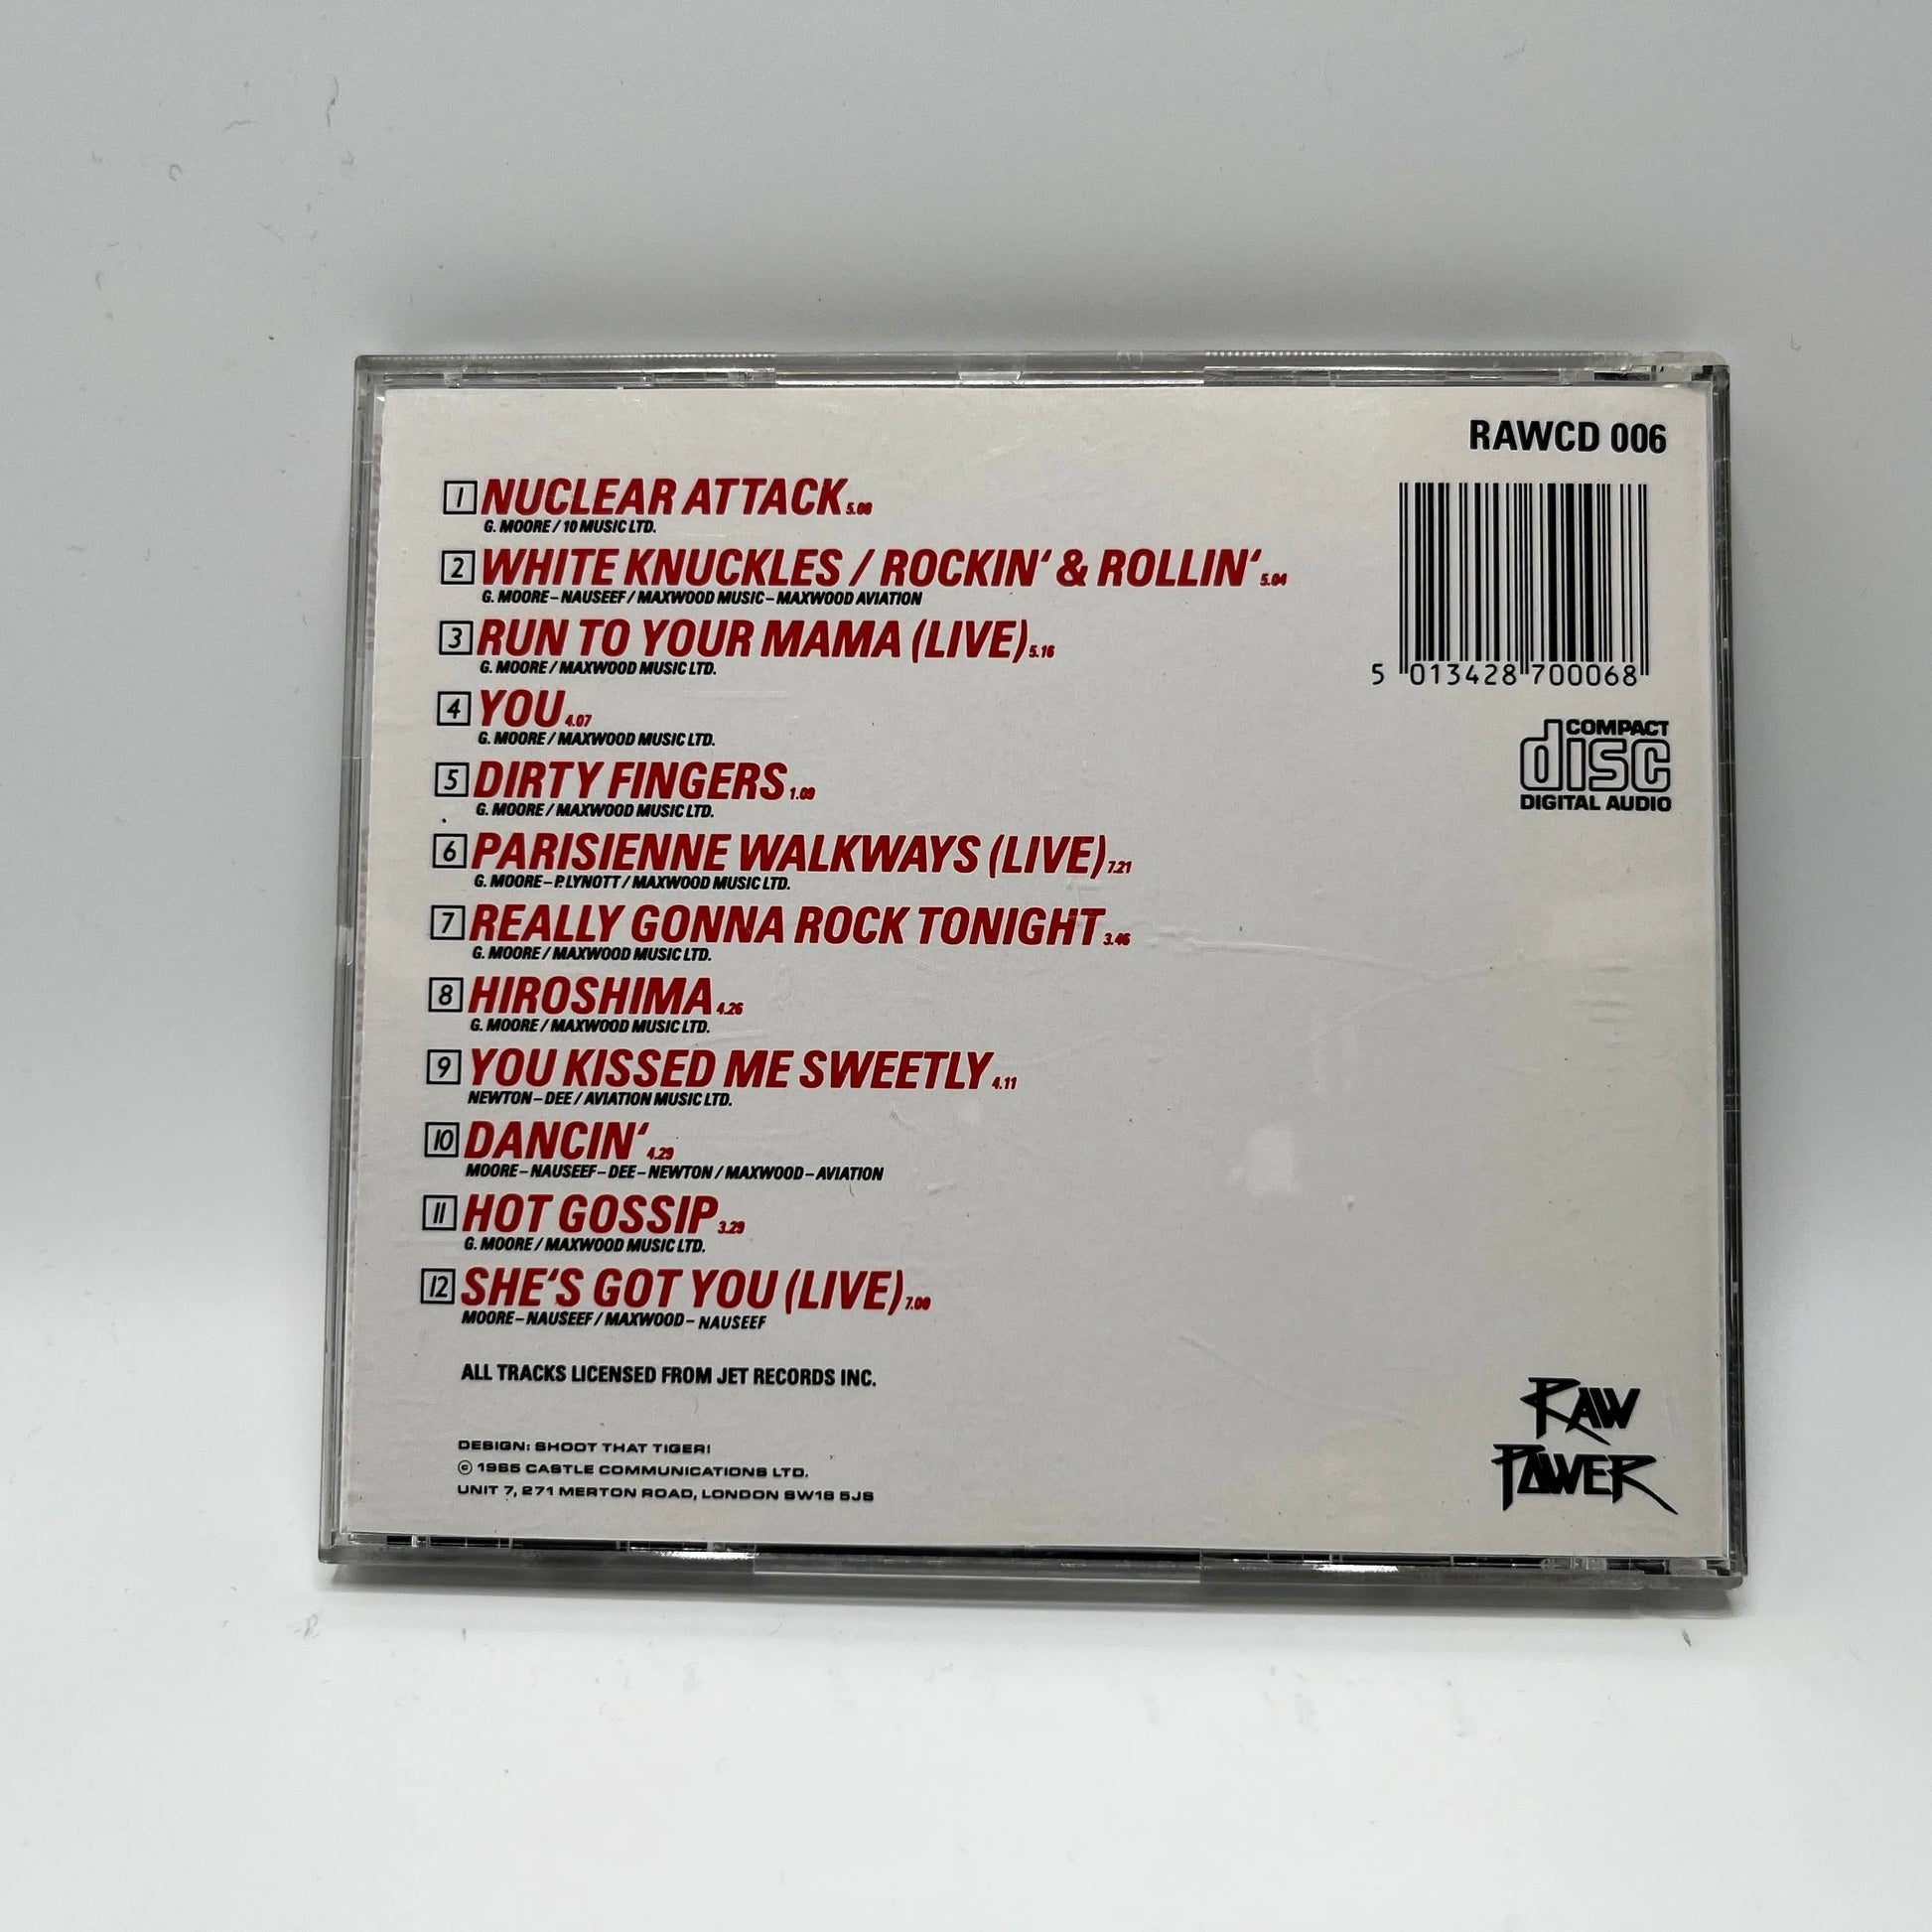 RAWCD 006
1 NUCLEAR ATTACK 5.00
G. MOORE / 10 MUSIC LTD.
2 WHITE KNUCKLES / ROCKIN' & ROLLIN' 5.04
G. MOORE – NAUSEEF / MAXWOOD MUSIC – MAXWOOD AVIATION
3 RUN TO YOUR MAMA (LIVE) 5.16
G. MOORE / MAXWOOD MUSIC LTD.
4 YOU 4.07
G. MOORE / MAXWOOD MUSIC LTD.
5 DIRTY FINGERS 1.09
G. MOORE / MAXWOOD MUSIC LTD.
6 PARISIENNE WALKWAYS (LIVE) 7.21
G. MOORE – P. LYNOTT / MAXWOOD MUSIC LTD.
7 REALLY GONNA ROCK TONIGHT 3.46
G. MOORE / MAXWOOD MUSIC LTD.
8 HIROSHIMA 4.26
G. MOORE / MAXWOOD MUSIC LTD.
9 YOU KISSED ME SWEETLY 4.11
NEWTON – DEE / AVIATION MUSIC LTD.
10 DANCIN' 4.29
MOORE – NAUSEEF – DEE – NEWTON / MAXWOOD – AVIATION
11 HOT GOSSIP 3.29
G. MOORE / MAXWOOD MUSIC LTD.
12 SHE'S GOT YOU (LIVE) 7.00
MOORE – NAUSEEF / MAXWOOD – NAUSEEF
ALL TRACKS LICENSED FROM JET RECORDS INC.
DESIGN: SHOOT THAT TIGER!
© 1985 CASTLE COMMUNICATIONS LTD.
UNIT 7, 271 MERTON ROAD, LONDON SW18 5JS
5 013428 700068
COMPACT
disc
DIGITAL AUDIO
RAW
POWER